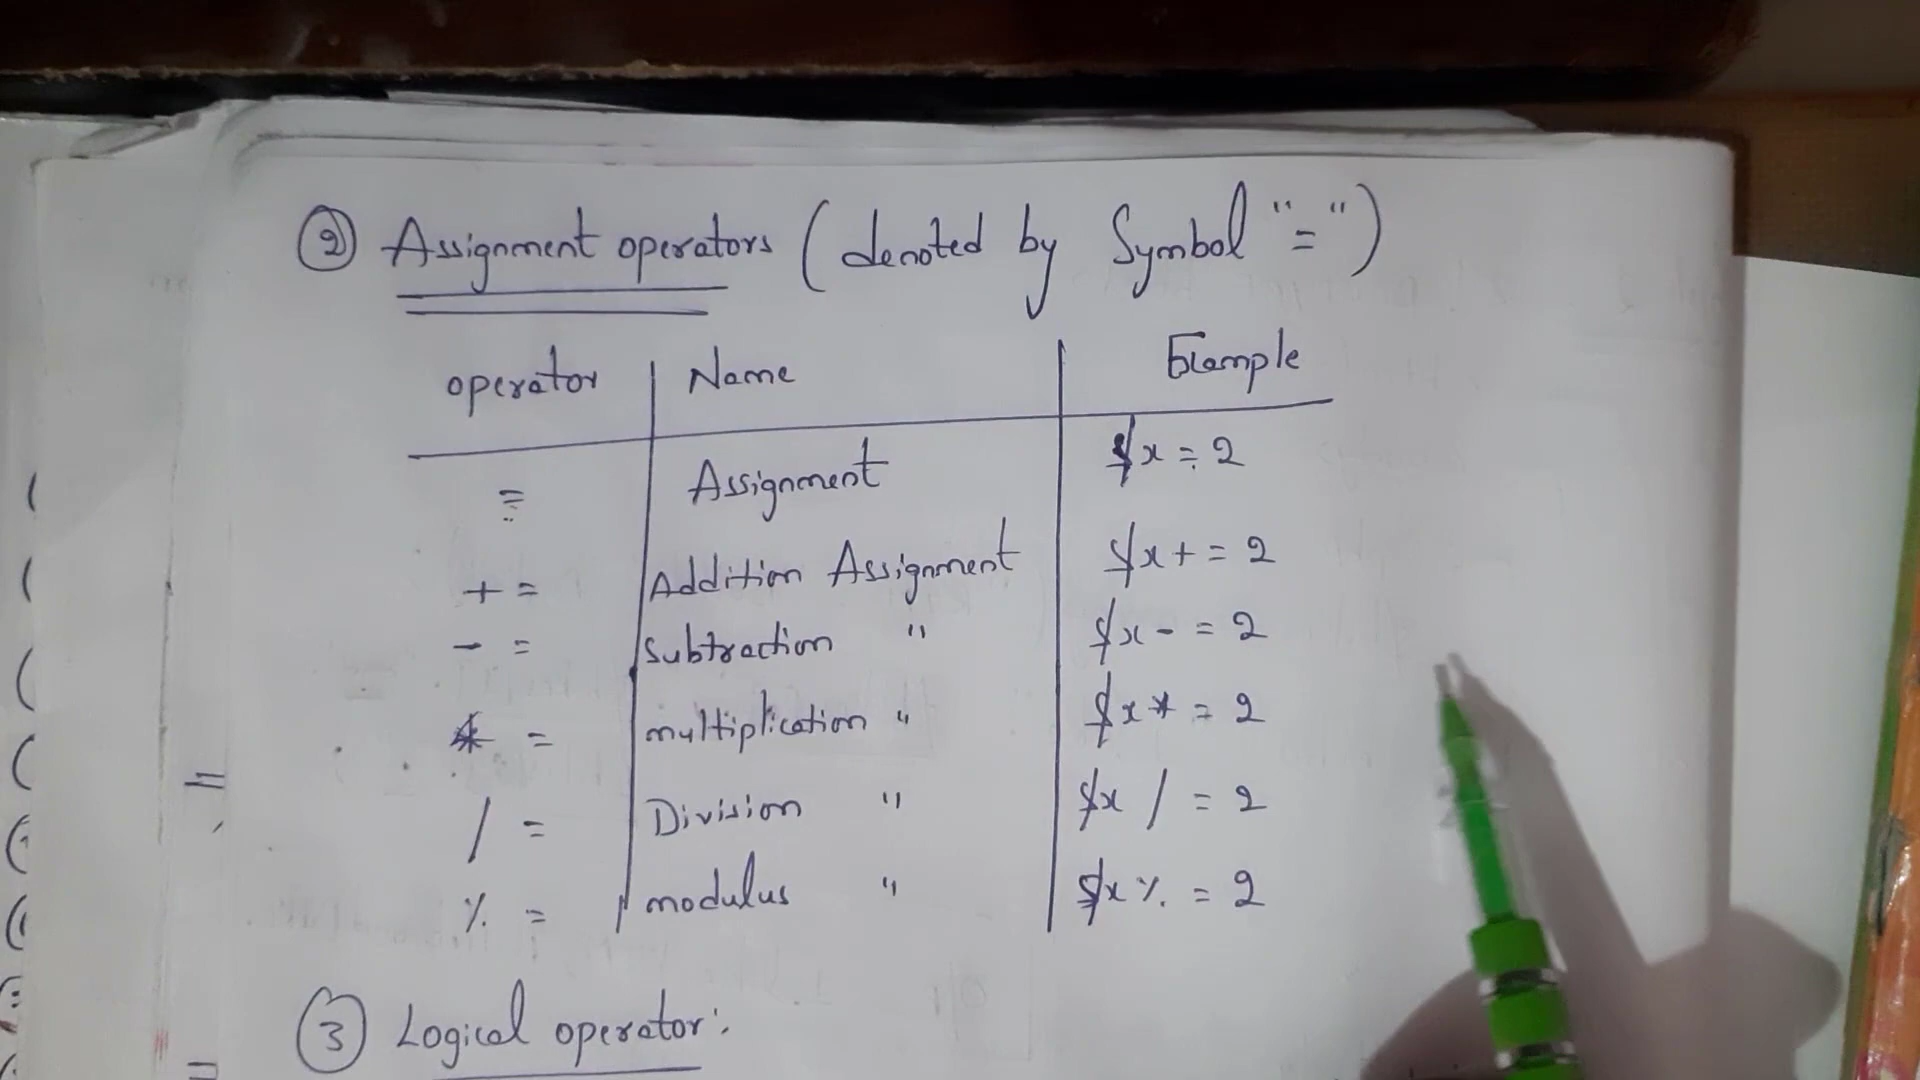 ② Assignment operators ( denoted by Symbol "=" )
operator | Name | Example
= | Assignment | $x = 2
+ = | Addition Assignment | $x + = 2
- = | Subtraction " | $x - = 2
* = | multiplication " | $x * = 2
/ = | Division " | $x / = 2
% = | modulus " | $x % = 2
③ Logical operator: